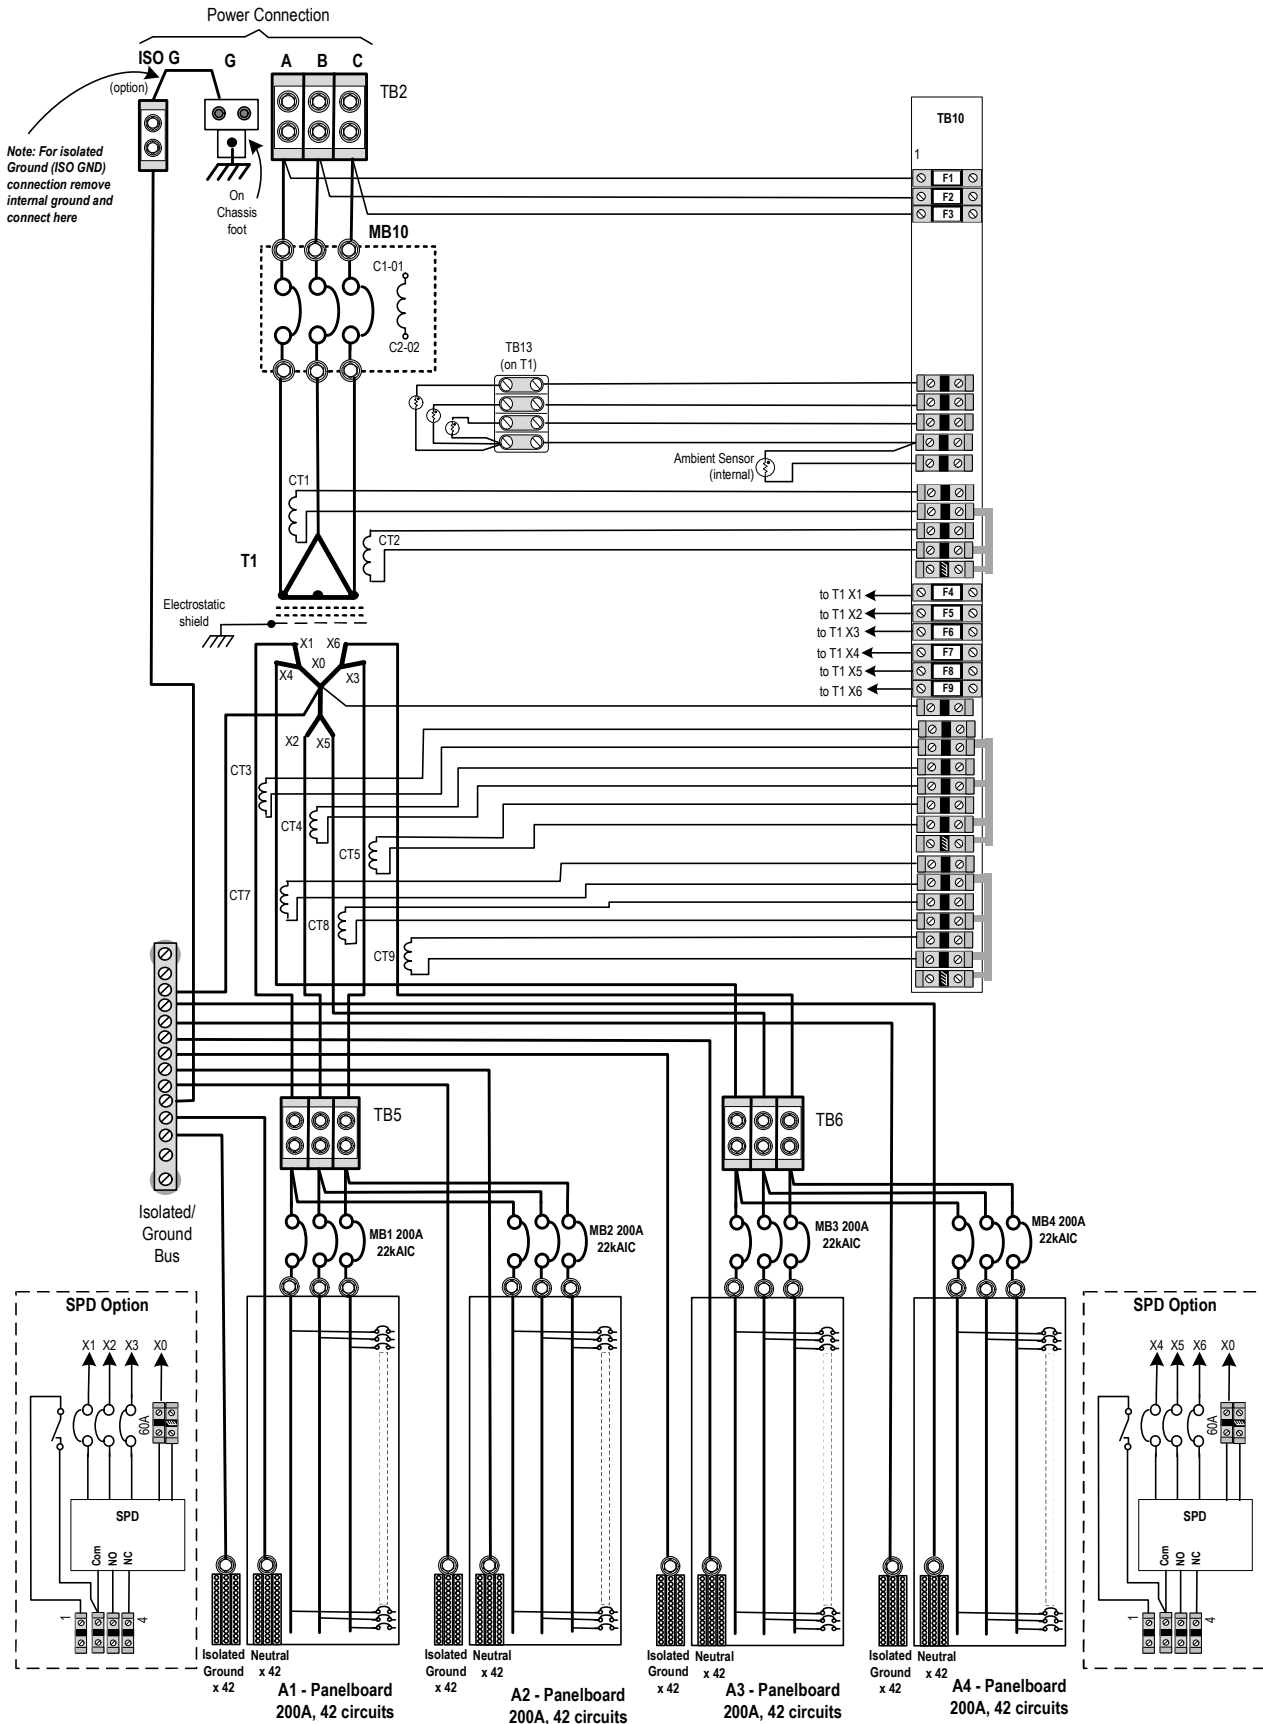 Power Connection
ISO G
(option)
G
A
B
C
TB2
Note: For isolated
Ground (ISO GND)
connection remove
internal ground and
connect here
On
Chassis
foot
TB10
1
F1
F2
F3
MB10
C1-01
C2-02
TB13
(on T1)
Ambient Sensor
(internal)
CT1
CT2
T1
Electrostatic
shield
to T1 X1
F4
to T1 X2
F5
to T1 X3
F6
to T1 X4
F7
to T1 X5
F8
to T1 X6
F9
X1
X6
X4
X0
X3
X2
X5
CT3
CT4
CT5
CT7
CT8
CT9
TB5
TB6
Isolated/
Ground
Bus
MB1 200A
22kAIC
MB2 200A
22kAIC
MB3 200A
22kAIC
MB4 200A
22kAIC
SPD Option
X1
X2
X3
X0
60A
SPD
Com
NO
NC
1
4
SPD Option
X4
X5
X6
X0
60A
SPD
Com
NO
NC
1
4
Isolated
Ground
x 42
Neutral
x 42
Isolated
Ground
x 42
Neutral
x 42
Isolated
Ground
x 42
Neutral
x 42
Isolated
Ground
x 42
Neutral
x 42
A1 - Panelboard
200A, 42 circuits
A2 - Panelboard
200A, 42 circuits
A3 - Panelboard
200A, 42 circuits
A4 - Panelboard
200A, 42 circuits